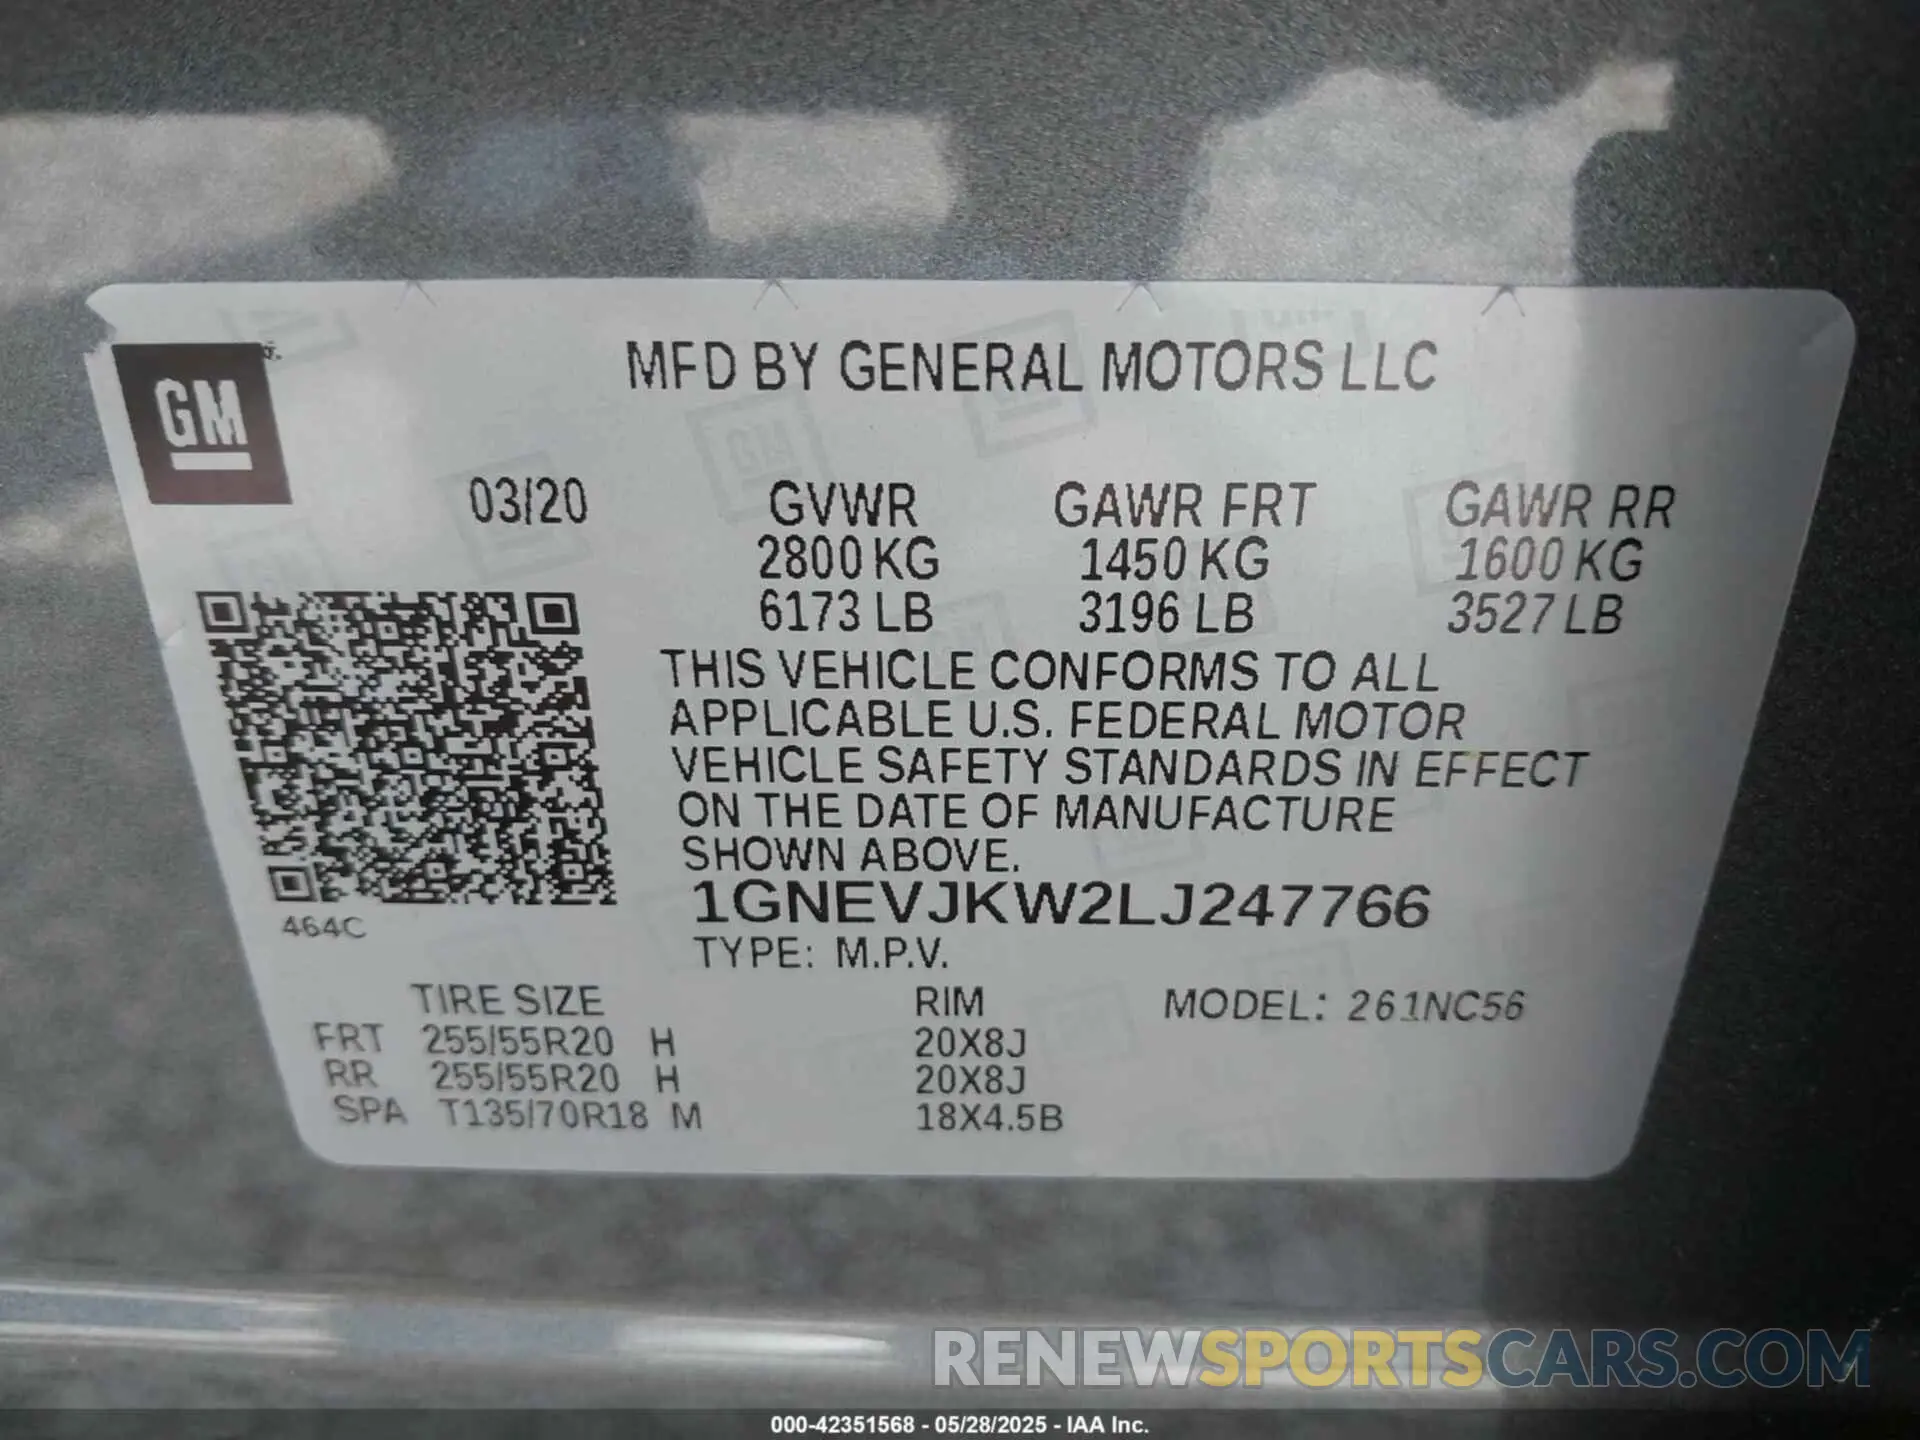 MFD BY GENERAL MOTORS LLC
GM
03/20 GVWR GAWR FRT GAWR RR
2800 KG 1450 KG 1600 KG
6173 LB 3196 LB 3527 LB
THIS VEHICLE CONFORMS TO ALL
APPLICABLE U.S. FEDERAL MOTOR
VEHICLE SAFETY STANDARDS IN EFFECT
ON THE DATE OF MANUFACTURE
SHOWN ABOVE.
1GNEVJKW2LJ247766
464C
TYPE: M.P.V.
TIRE SIZE RIM MODEL: 261NC56
FRT 255/55R20 H 20X8J
RR 255/55R20 H 20X8J
SPA T135/70R18 M 18X4.5B
RENEWSPORTSCARS.COM
000-42351568 - 05/28/2025 - IAA Inc.